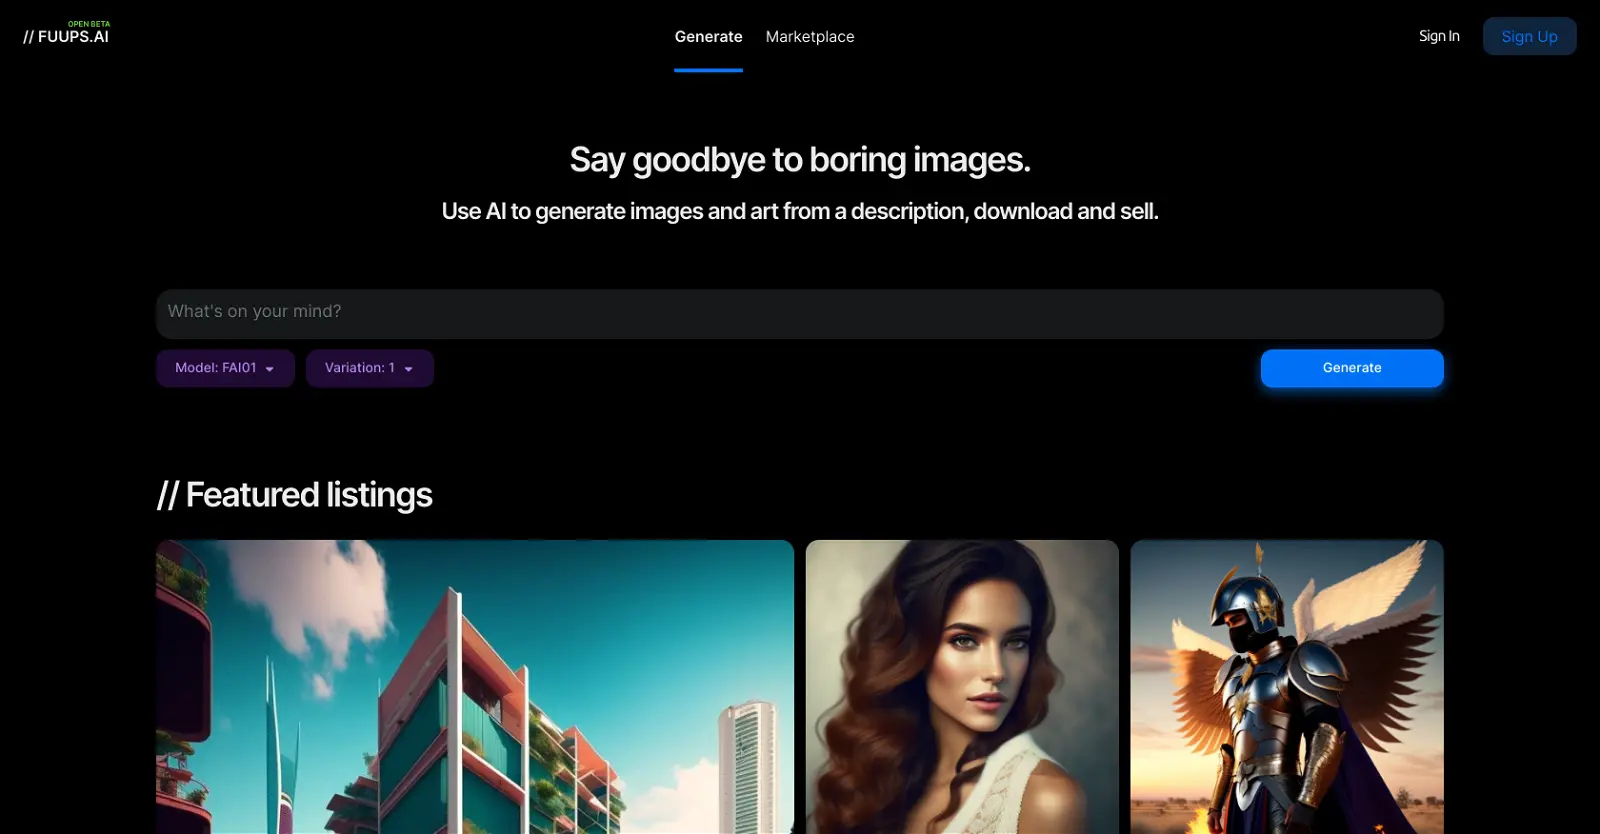 OPEN BETA
// FUUPS.AI
Generate
Marketplace
Sign In
Sign Up
Say goodbye to boring images.
Use AI to generate images and art from a description, download and sell.
What's on your mind?
Model: FAI01
Variation: 1
Generate
// Featured listings